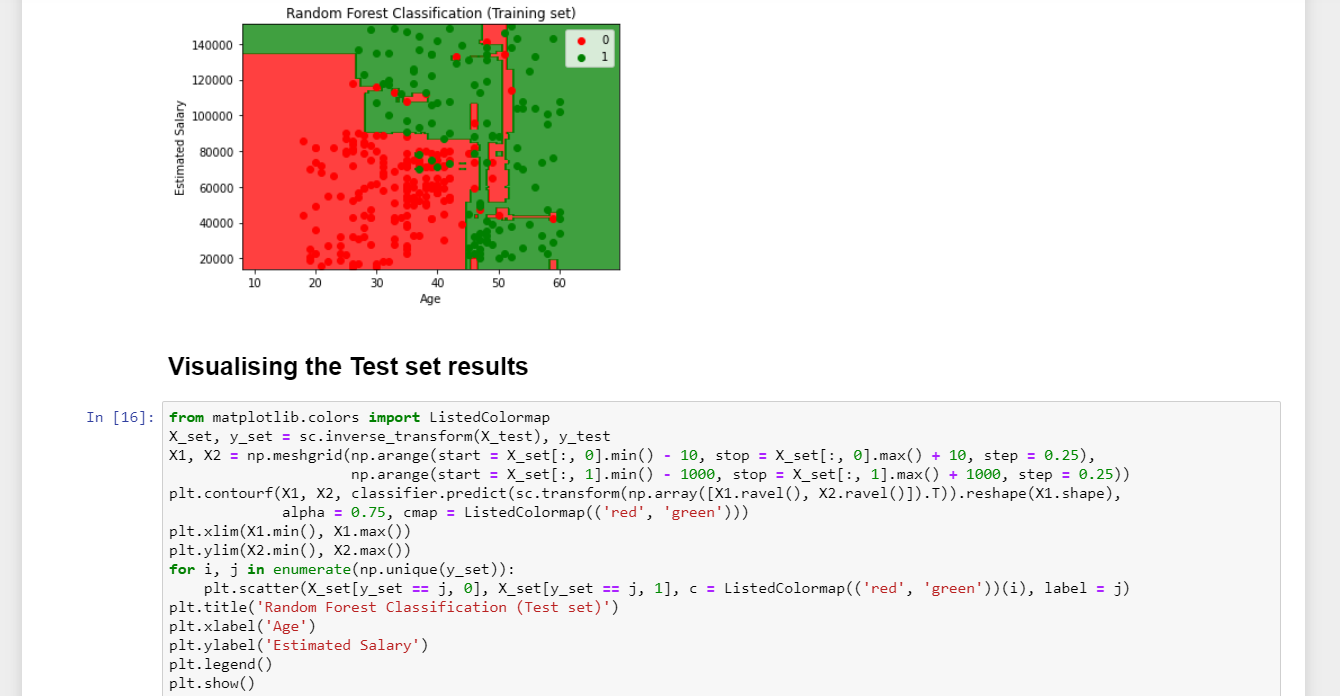 Random Forest Classification (Training set)
0
1
140000
120000
100000
80000
60000
40000
20000
Estimated Salary
10 20 30 40 50 60
Age
Visualising the Test set results
In [16]:
from matplotlib.colors import ListedColormap
X_set, y_set = sc.inverse_transform(X_test), y_test
X1, X2 = np.meshgrid(np.arange(start = X_set[:, 0].min() - 10, stop = X_set[:, 0].max() + 10, step = 0.25),
np.arange(start = X_set[:, 1].min() - 1000, stop = X_set[:, 1].max() + 1000, step = 0.25))
plt.contourf(X1, X2, classifier.predict(sc.transform(np.array([X1.ravel(), X2.ravel()]).T)).reshape(X1.shape),
alpha = 0.75, cmap = ListedColormap(('red', 'green')))
plt.xlim(X1.min(), X1.max())
plt.ylim(X2.min(), X2.max())
for i, j in enumerate(np.unique(y_set)):
plt.scatter(X_set[y_set == j, 0], X_set[y_set == j, 1], c = ListedColormap(('red', 'green'))(i), label = j)
plt.title('Random Forest Classification (Test set)')
plt.xlabel('Age')
plt.ylabel('Estimated Salary')
plt.legend()
plt.show()